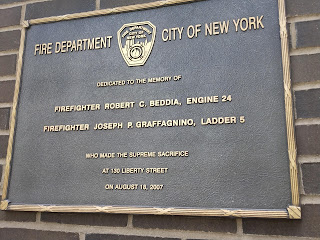 FIRE DEPARTMENT CITY OF NEW YORK
DEDICATED TO THE MEMORY OF
FIREFIGHTER ROBERT C. BEDDIA, ENGINE 24
FIREFIGHTER JOSEPH P. GRAFFAGNINO, LADDER 5
WHO MADE THE SUPREME SACRIFICE
AT 130 LIBERTY STREET
ON AUGUST 18, 2007